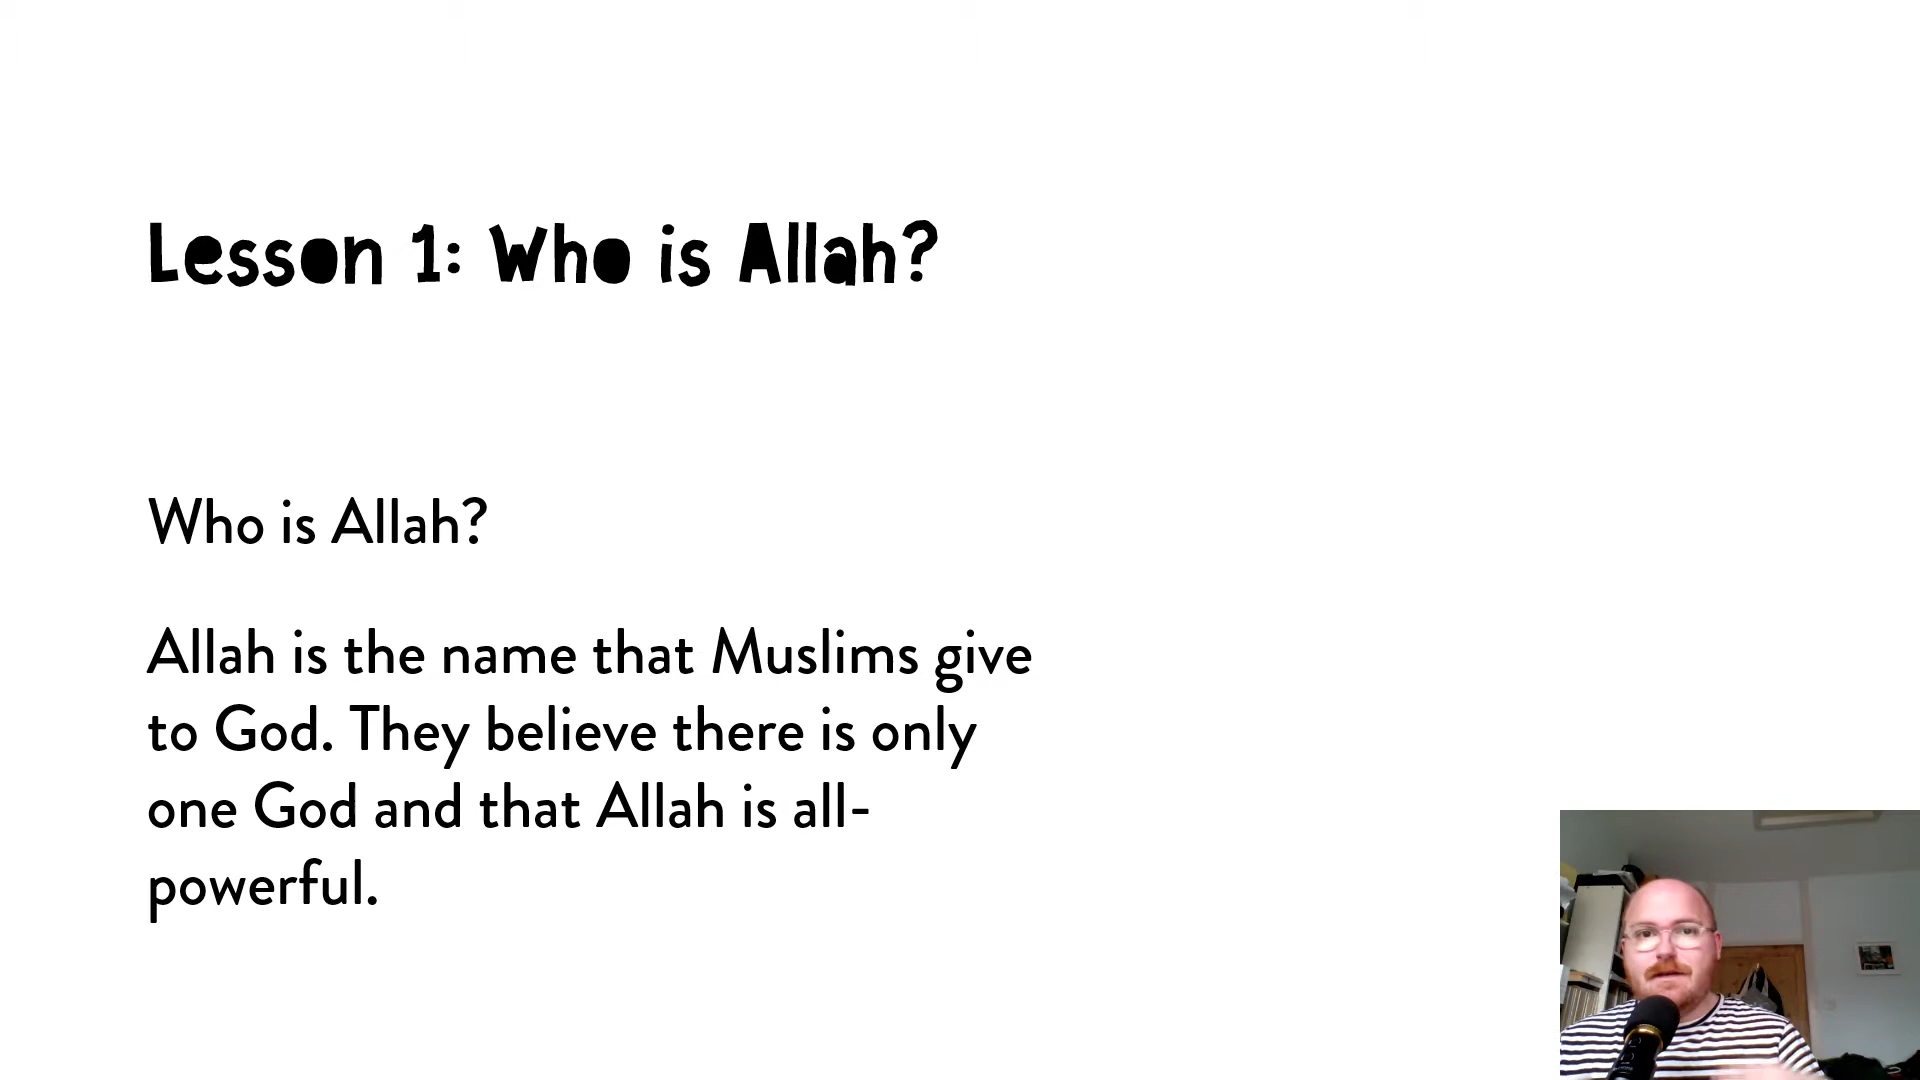 Lesson 1: Who is Allah?
Who is Allah?
Allah is the name that Muslims give
to God. They believe there is only
one God and that Allah is all-
powerful.